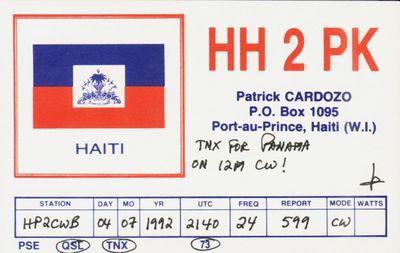 HH 2 PK
Patrick CARDOZO
P.O. Box 1095
Port-au-Prince, Haiti (W.I.)
HAITI
TNX FOR PANAMA
ON 12M CW!
STATION DAY MO YR UTC FREQ REPORT MODE WATTS
HP2CWB 04 07 1992 2140 24 599 CW
PSE QSL TNX 73